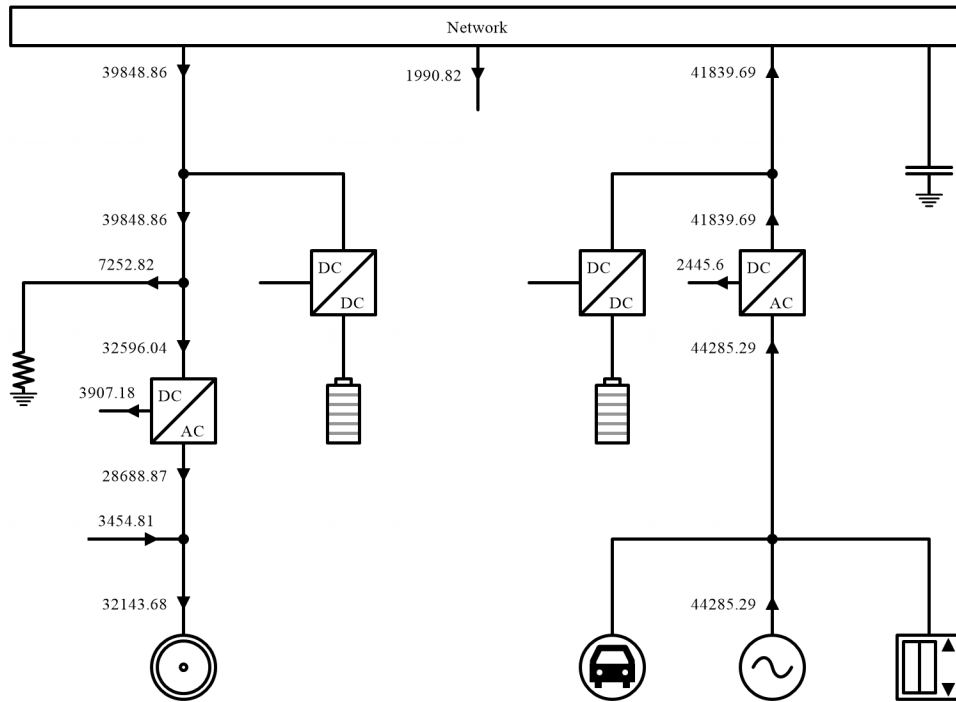 Network
39848.86
1990.82
41839.69
39848.86
41839.69
7252.82
DC
DC
DC
DC
2445.6
DC
AC
32596.04
44285.29
3907.18
DC
AC
28688.87
3454.81
32143.68
44285.29